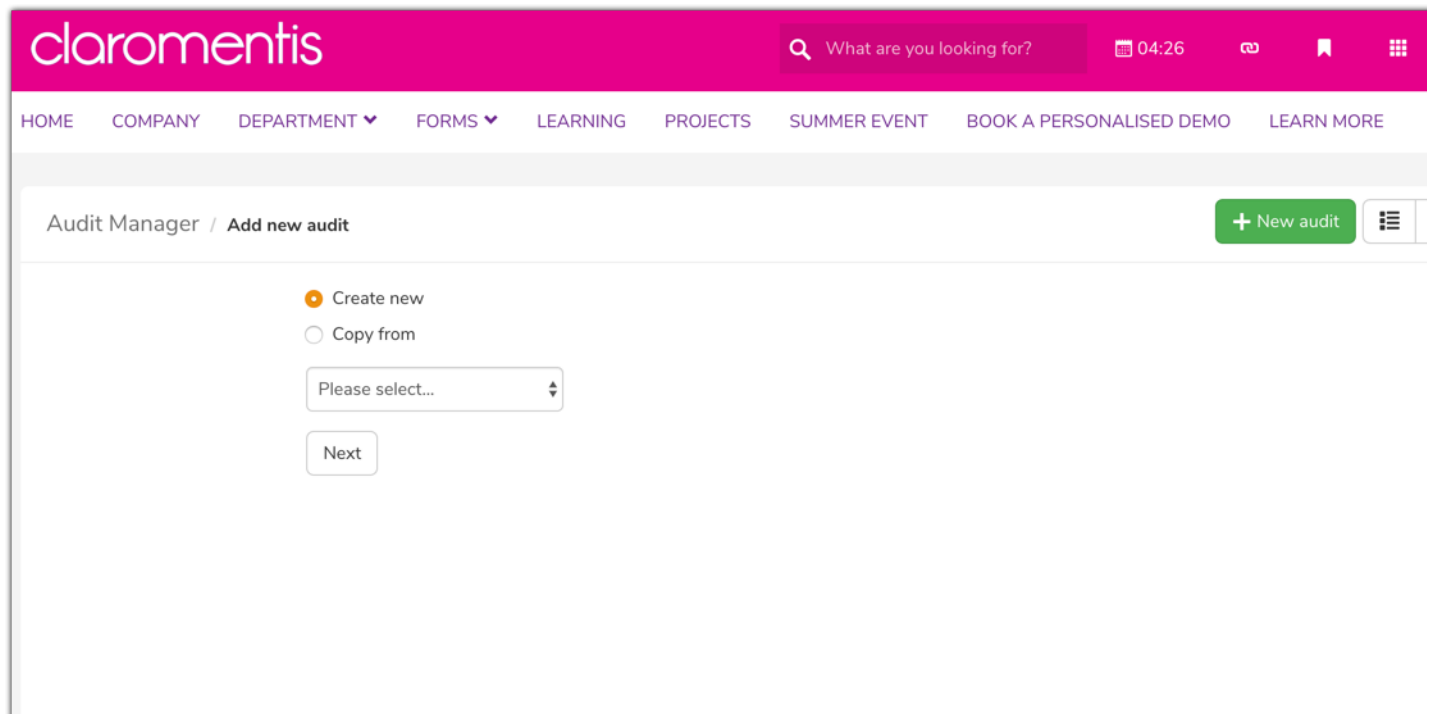 claromentis
What are you looking for?
04:26
HOME COMPANY DEPARTMENT FORMS LEARNING PROJECTS SUMMER EVENT BOOK A PERSONALISED DEMO LEARN MORE
Audit Manager / Add new audit
New audit
Create new
Copy from
Please select...
Next